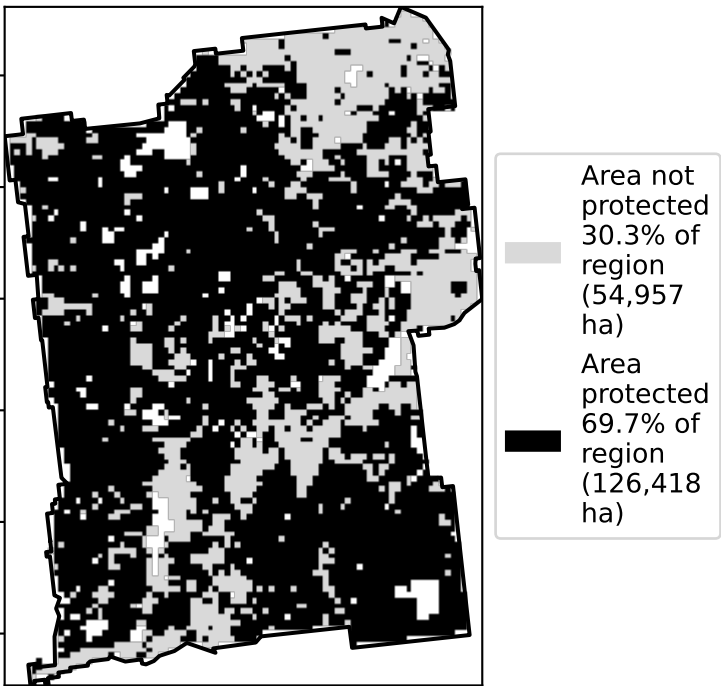 Area not
protected
30.3% of
region
(54,957
ha)
Area
protected
69.7% of
region
(126,418
ha)